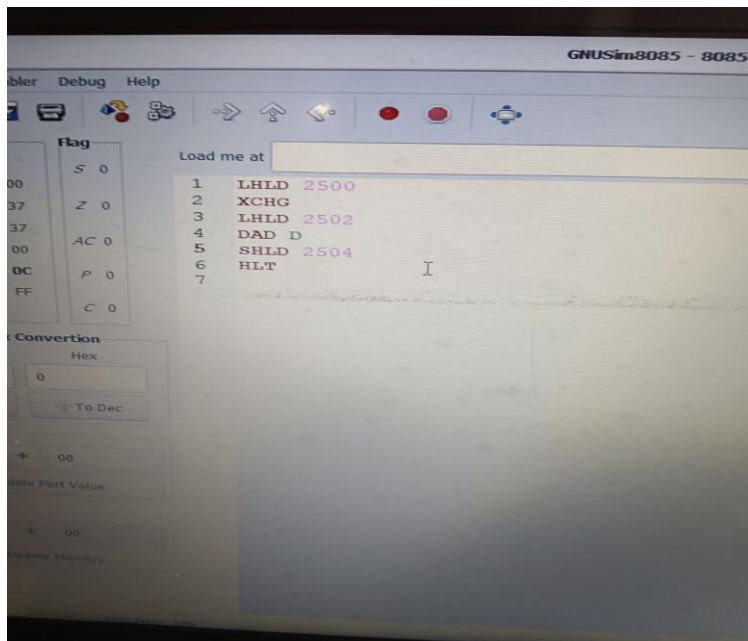 GNUSim8085 - 8085
bler Debug Help
Flag
Load me at
S 0
00
Z 0
37
37
AC 0
00
0C
P 0
FF
C 0
1 LHLD 2500
2 XCHG
3 LHLD 2502
4 DAD D
5 SHLD 2504
6 HLT
7
Convertion
Hex
0
To Dec
+ 00
date Port Value
+ 00
Update Memory